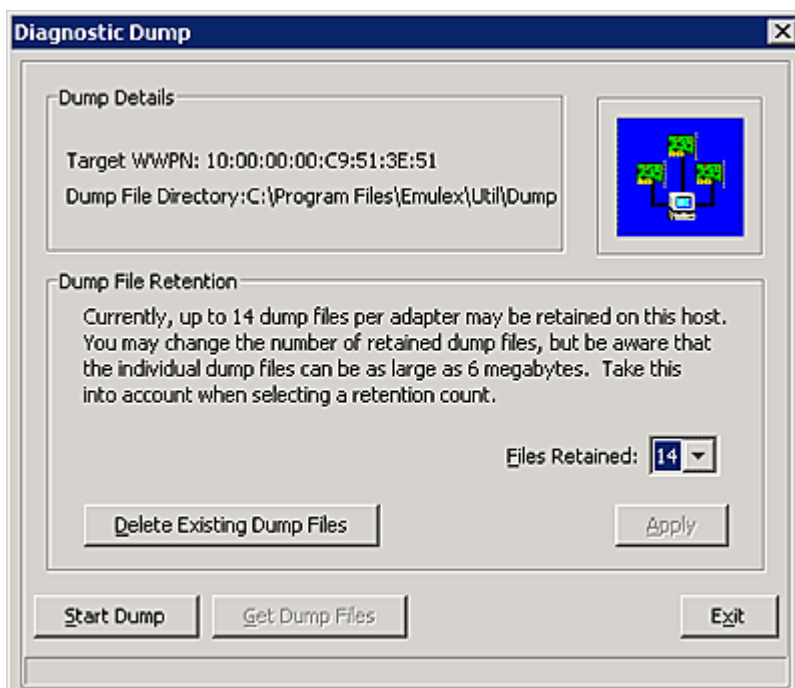 Diagnostic Dump
Dump Details
Target WWPN: 10:00:00:00:C9:51:3E:51
Dump File Directory:C:\Program Files\Emulex\Util\Dump
Dump File Retention
Currently, up to 14 dump files per adapter may be retained on this host.
You may change the number of retained dump files, but be aware that
the individual dump files can be as large as 6 megabytes.  Take this
into account when selecting a retention count.
Files Retained: 14
Delete Existing Dump Files
Apply
Start Dump
Get Dump Files
Exit